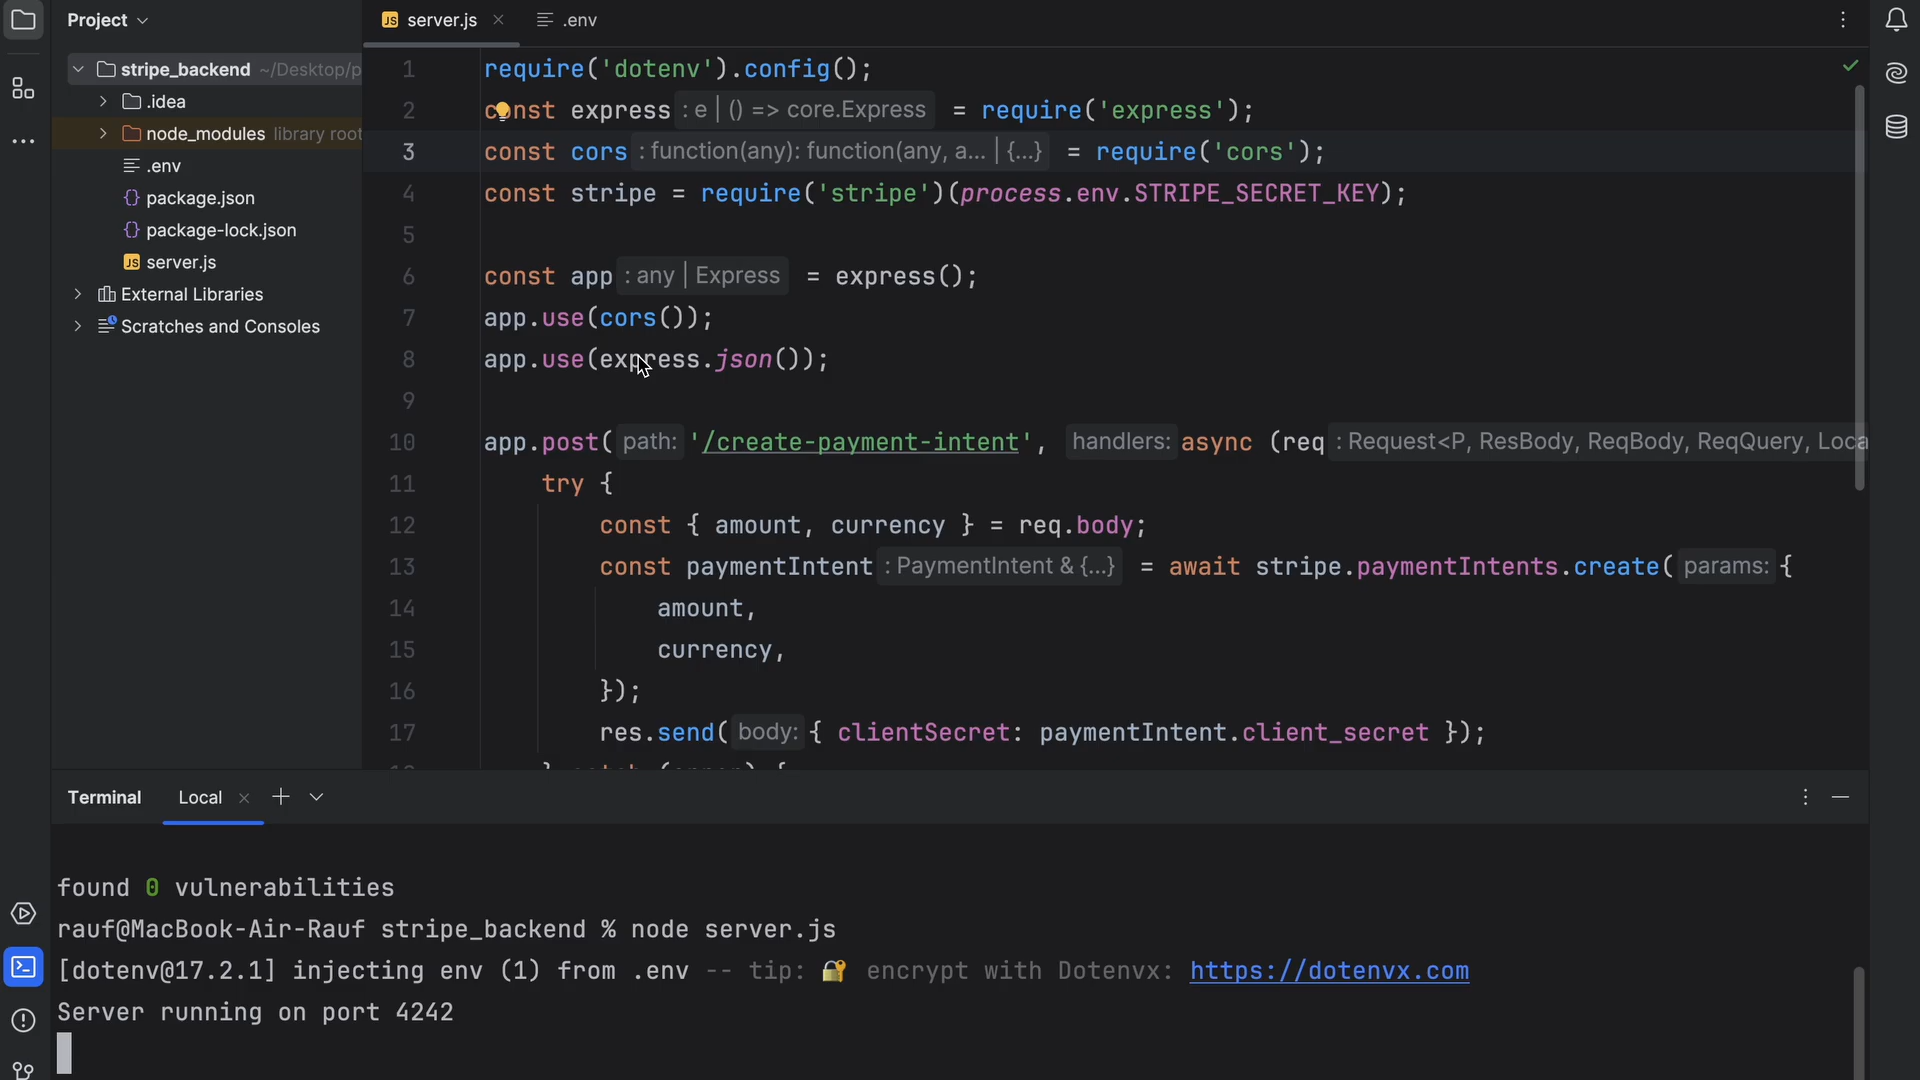 Project
server.js
.env
stripe_backend ~/Desktop/p
.idea
node_modules library root
.env
package.json
package-lock.json
JS server.js
External Libraries
Scratches and Consoles
1 require('dotenv').config();
2 const express : e | () => core.Express = require('express');
3 const cors : function(any): function(any, a... | {...} = require('cors');
4 const stripe = require('stripe')(process.env.STRIPE_SECRET_KEY);
5
6 const app : any | Express = express();
7 app.use(cors());
8 app.use(express.json());
9
10 app.post( path: '/create-payment-intent', handlers: async (req : Request<P, ResBody, ReqBody, ReqQuery, Loca
11 try {
12 const { amount, currency } = req.body;
13 const paymentIntent : PaymentIntent & {...} = await stripe.paymentIntents.create( params: {
14 amount,
15 currency,
16 });
17 res.send( body: { clientSecret: paymentIntent.client_secret });
Terminal Local
found 0 vulnerabilities
rauf@MacBook-Air-Rauf stripe_backend % node server.js
[dotenv@17.2.1] injecting env (1) from .env -- tip: 🔐 encrypt with Dotenvx: https://dotenvx.com
Server running on port 4242